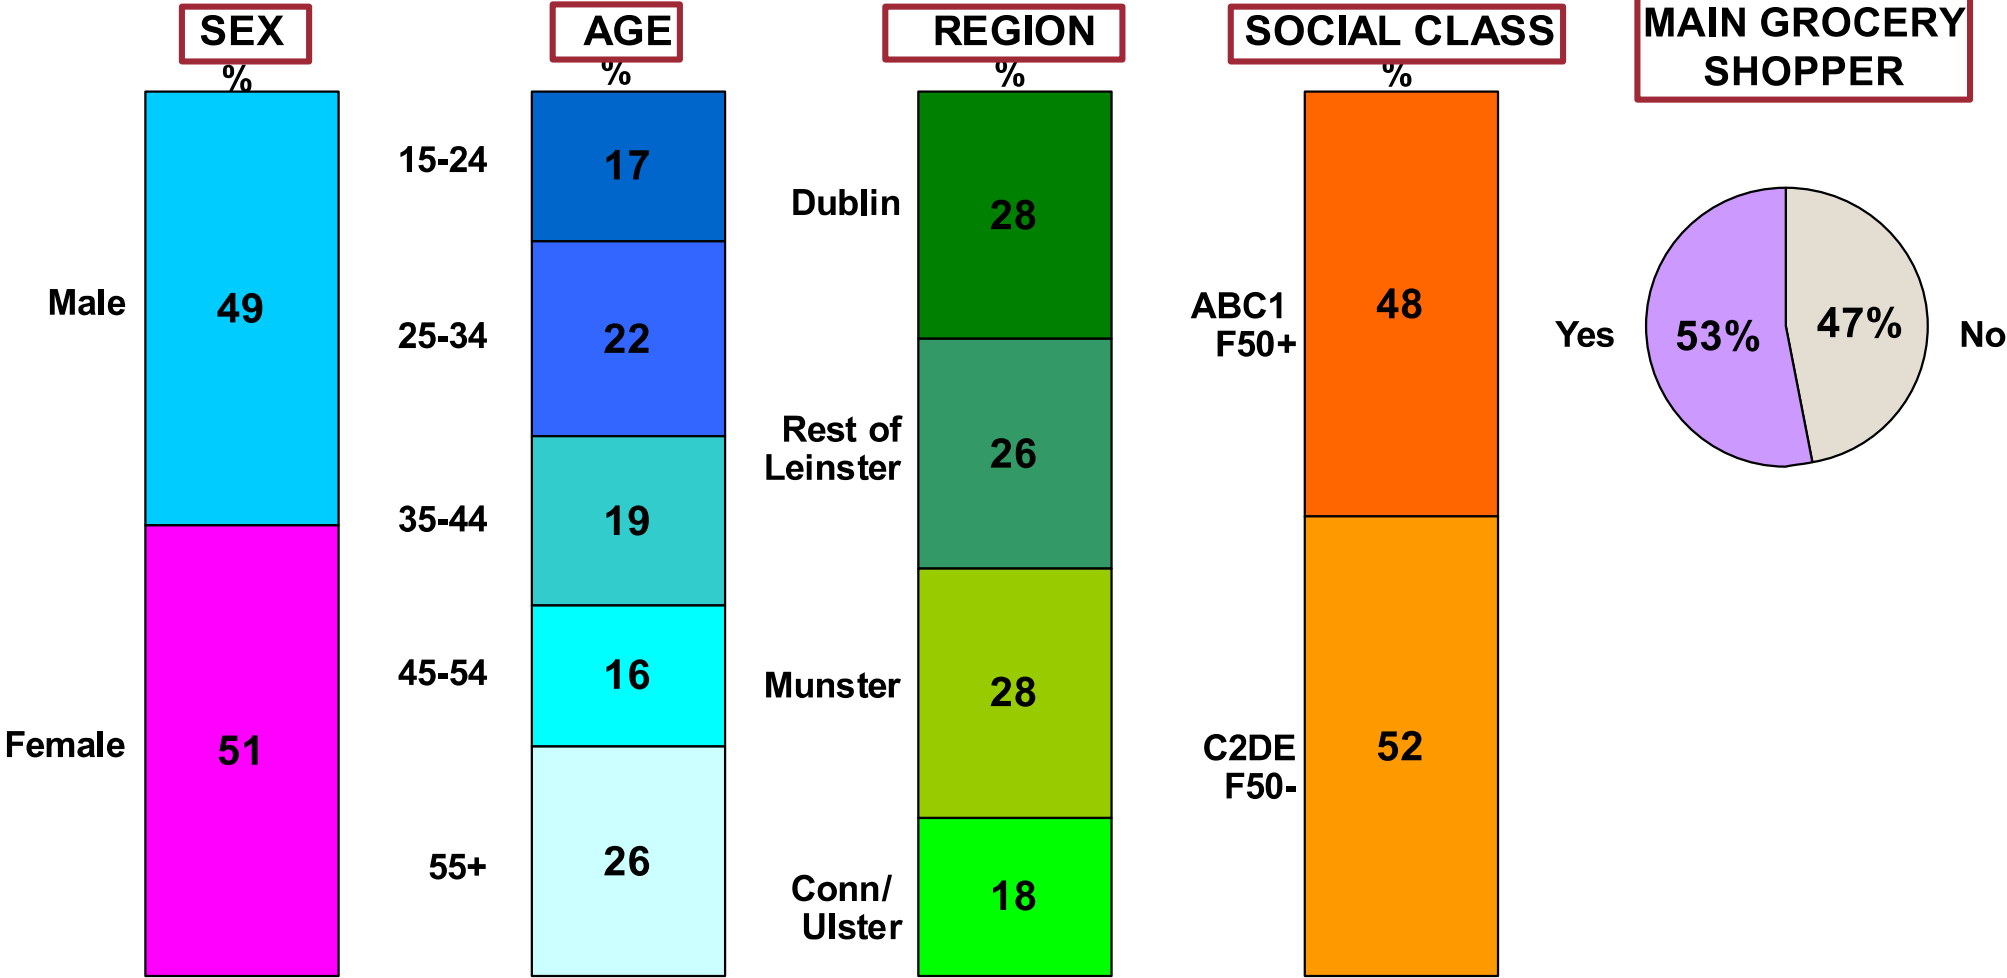 SEX
%
Male
49
Female
51
AGE
%
15-24
17
25-34
22
35-44
19
45-54
16
55+
26
REGION
%
Dublin
28
Rest of
Leinster
26
Munster
28
Conn/
Ulster
18
SOCIAL CLASS
%
ABC1
F50+
48
C2DE
F50-
52
MAIN GROCERY
SHOPPER
Yes
53%
47%
No